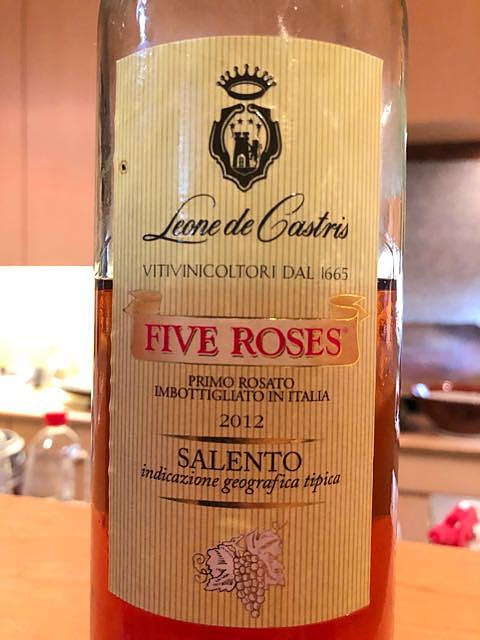 Leone de Castris
VITIVINICOLTORI DAL 1665
FIVE ROSES®
PRIMO ROSATO
IMBOTTIGLIATO IN ITALIA
2012
SALENTO
indicazione geografica tipica